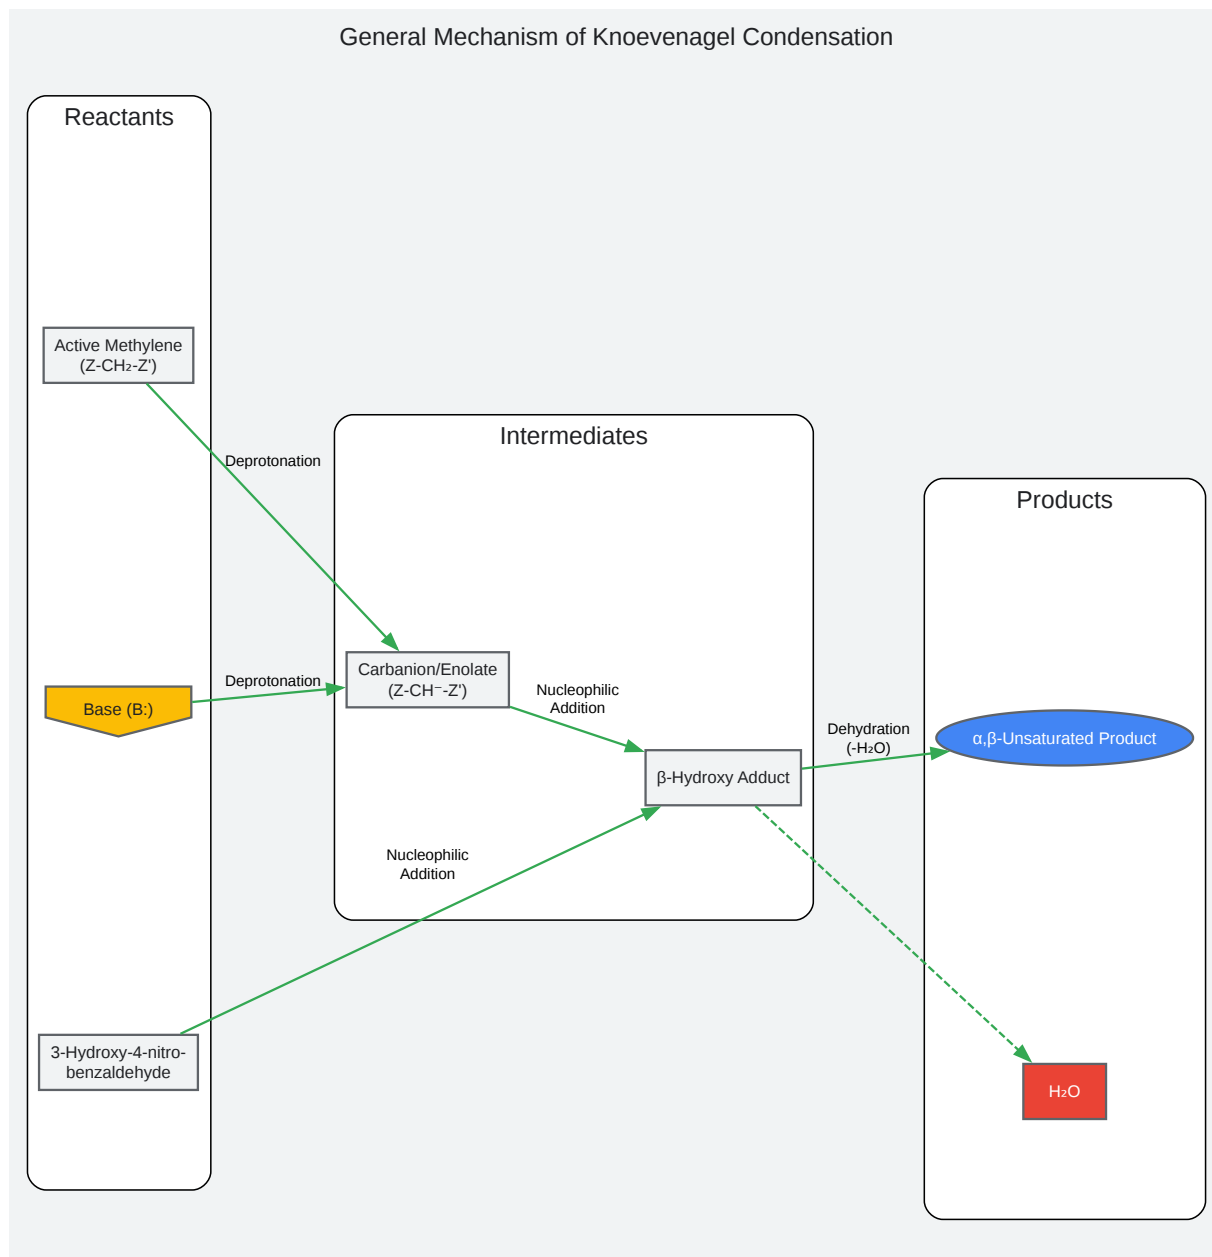 General Mechanism of Knoevenagel Condensation
Reactants
Active Methylene
(Z-CH₂-Z')
Deprotonation
Base (B:)
Deprotonation
3-Hydroxy-4-nitro-
benzaldehyde
Intermediates
Carbanion/Enolate
(Z-CH⁻-Z')
Nucleophilic
Addition
β-Hydroxy Adduct
Nucleophilic
Addition
Dehydration
(-H₂O)
Products
α,β-Unsaturated Product
H₂O